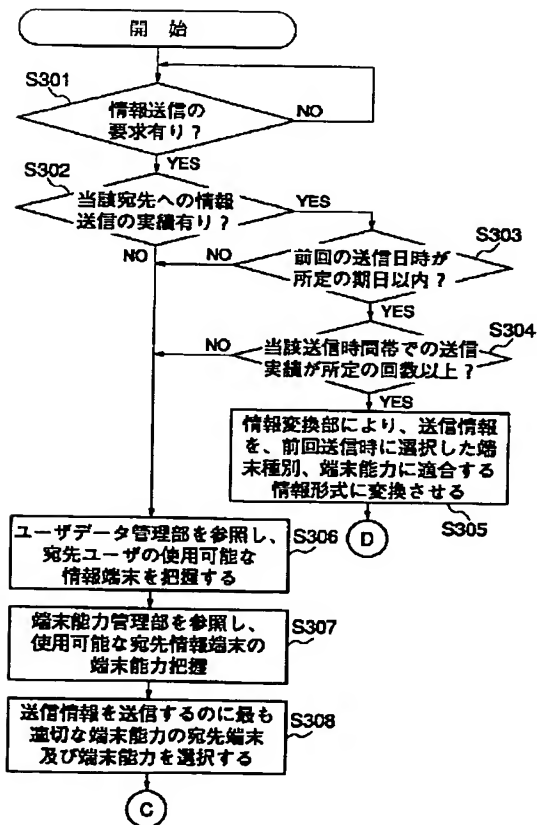 開 始
S301
情報送信の
要求有り？
NO
YES
S302
当該宛先への情報
送信の実績有り？
YES
NO
S303
前回の送信日時が
所定の期日以内？
NO
YES
S304
当該送信時間帯での送信
実績が所定の回数以上？
NO
YES
情報変換部により、送信情報
を、前回送信時に選択した端
末種別、端末能力に適合する
情報形式に変換させる
S305
D
ユーザデータ管理部を参照し、
宛先ユーザの使用可能な
情報端末を把握する
S306
端末能力管理部を参照し、
使用可能な宛先情報端末の
端末能力把握
S307
送信情報を送信するのに最も
適切な端末能力の宛先端末
及び端末能力を選択する
S308
C